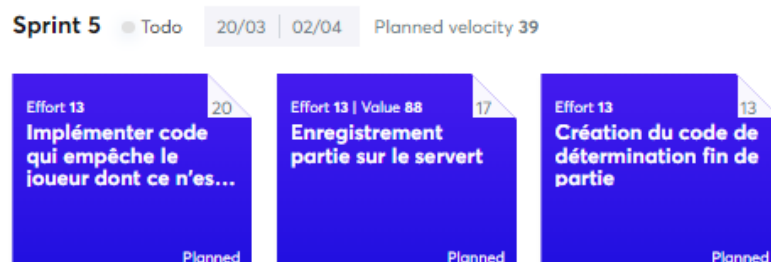 Sprint 5 Todo 20/03 02/04 Planned velocity 39
Effort 13 20
Implémenter code
qui empêche le
joueur dont ce n'es...
Planned
Effort 13 | Value 88 17
Enregistrement
partie sur le servert
Planned
Effort 13 13
Création du code de
détermination fin de
partie
Planned